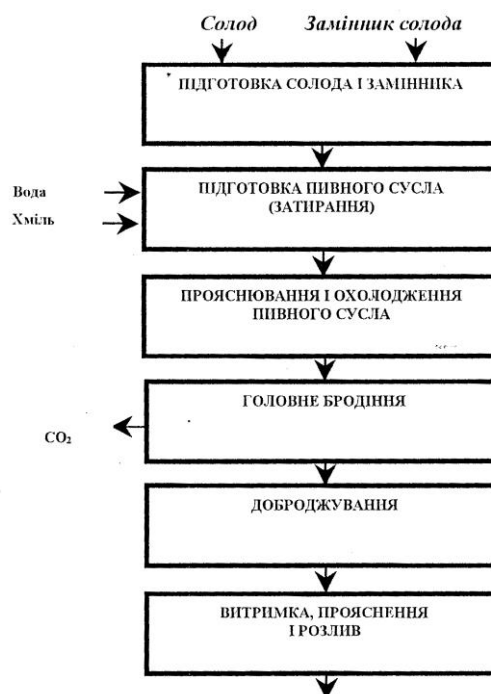 Солод Замінник солода
ПІДГОТОВКА СОЛОДА І ЗАМІННИКА
Вода
Хміль
ПІДГОТОВКА ПИВНОГО СУСЛА
(ЗАТИРАННЯ)
ПРОЯСНЮВАННЯ І ОХОЛОДЖЕННЯ
ПИВНОГО СУСЛА
ГОЛОВНЕ БРОДІННЯ
CO₂
ДОБРОДЖУВАННЯ
ВИТРИМКА, ПРОЯСНЕННЯ
І РОЗЛИВ